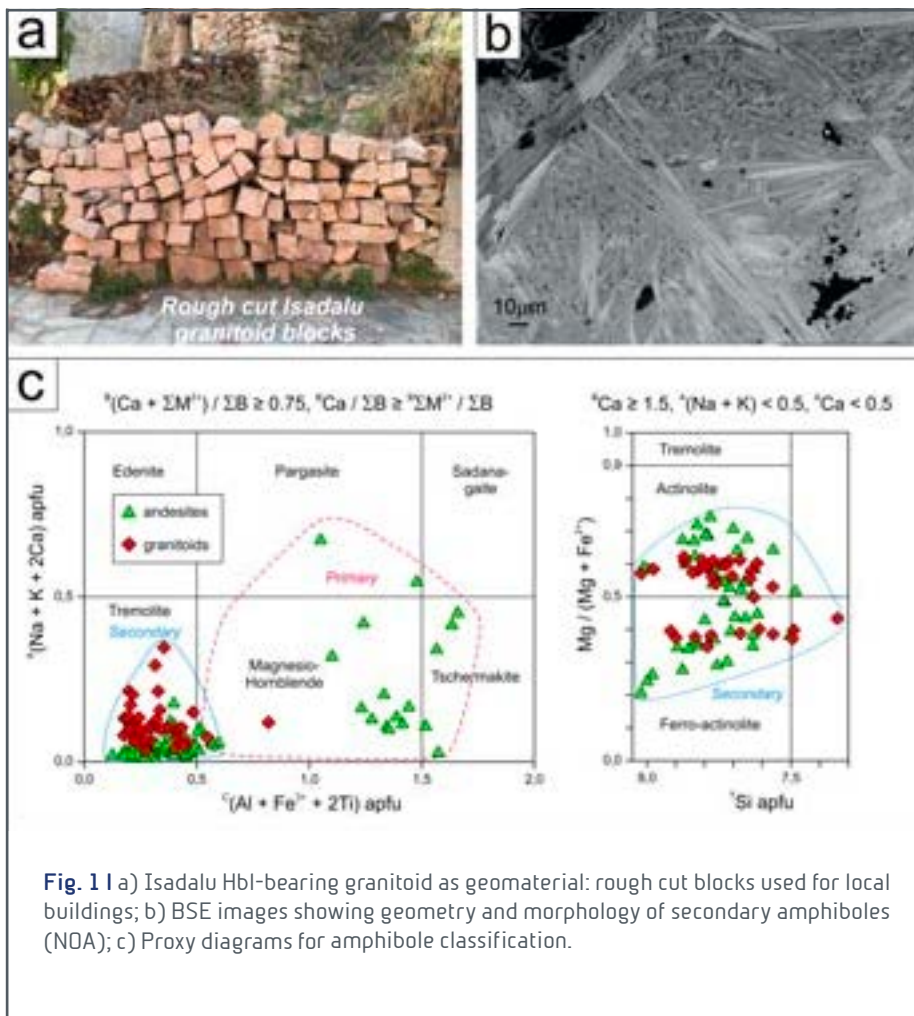 a
Rough cut Isadalu
granitoid blocks
b
10µm
c
ᴮ(Ca + ΣM²⁺) / ΣB ≥ 0.75, ᴮCa / ΣB ≥ ᴮΣM²⁺ / ΣB
1,0
0,5
0,0
ᴬ(Na + K + 2Ca) apfu
Edenite
Pargasite
Sadana-
gaite
andesites
granitoids
Primary
Tremolite
Secondary
Magnesio-
Hornblende
Tschermakite
0,0
0,5
1,0
1,5
2,0
ᶜ(Al + Fe³⁺ + 2Ti) apfu
ᴮCa ≥ 1.5, ᴬ(Na + K) < 0.5, ᴬCa < 0.5
1,0
0,9
0,5
0,0
Mg / (Mg + Fe²⁺)
Tremolite
Actinolite
Secondary
Ferro-actinolite
8,0
7,5
ᵀSi apfu
Fig. 1 | a) Isadalu Hbl-bearing granitoid as geomaterial: rough cut blocks used for local
buildings; b) BSE images showing geometry and morphology of secondary amphiboles
(NOA); c) Proxy diagrams for amphibole classification.